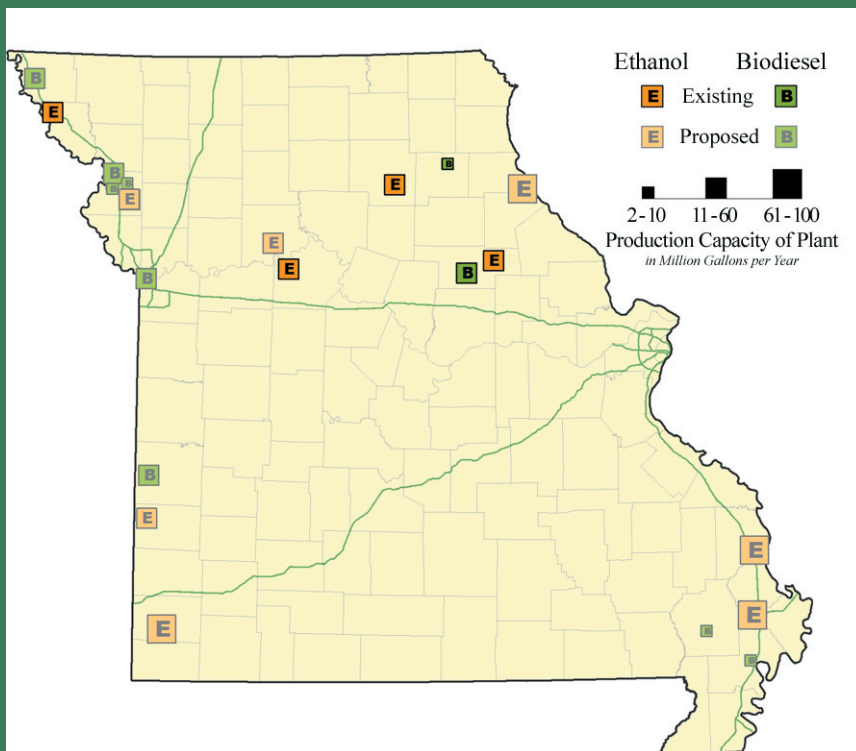 Ethanol Biodiesel
E Existing B
E Proposed B
2-10 11-60 61-100
Production Capacity of Plant
in Million Gallons per Year
B
E
B
B B
E
E
B
E
E
E
E
B
B
B
E
E
E
E
B
B